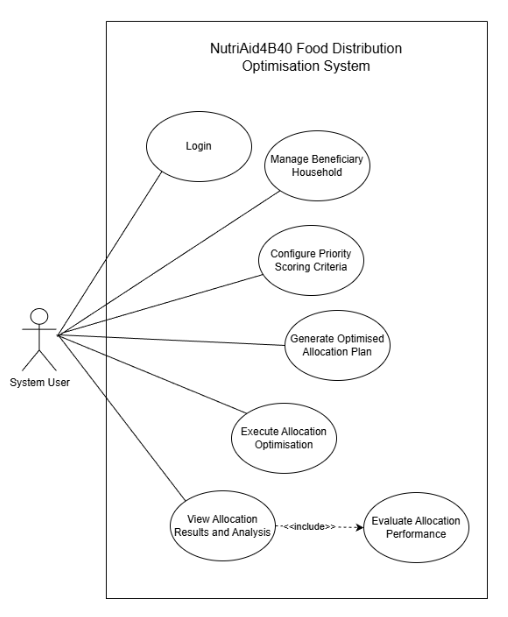 NutriAid4B40 Food Distribution
Optimisation System
Login
Manage Beneficiary
Household
Configure Priority
Scoring Criteria
Generate Optimised
Allocation Plan
System User
Execute Allocation
Optimisation
View Allocation
Results and Analysis
<<include>>
Evaluate Allocation
Performance